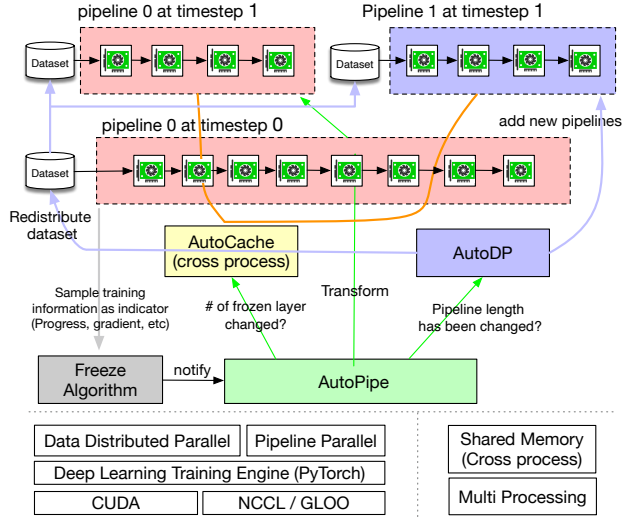 pipeline 0 at timestep 1
Pipeline 1 at timestep 1
Dataset
Dataset
add new pipelines
pipeline 0 at timestep 0
Dataset
Redistribute
dataset
AutoCache
(cross process)
AutoDP
Sample training
information as indicator
(Progress, gradient, etc)
# of frozen layer
changed?
Transform
Pipeline length
has been changed?
Freeze
Algorithm
notify
AutoPipe
Data Distributed Parallel
Pipeline Parallel
Deep Learning Training Engine (PyTorch)
CUDA
NCCL / GLOO
Shared Memory
(Cross process)
Multi Processing